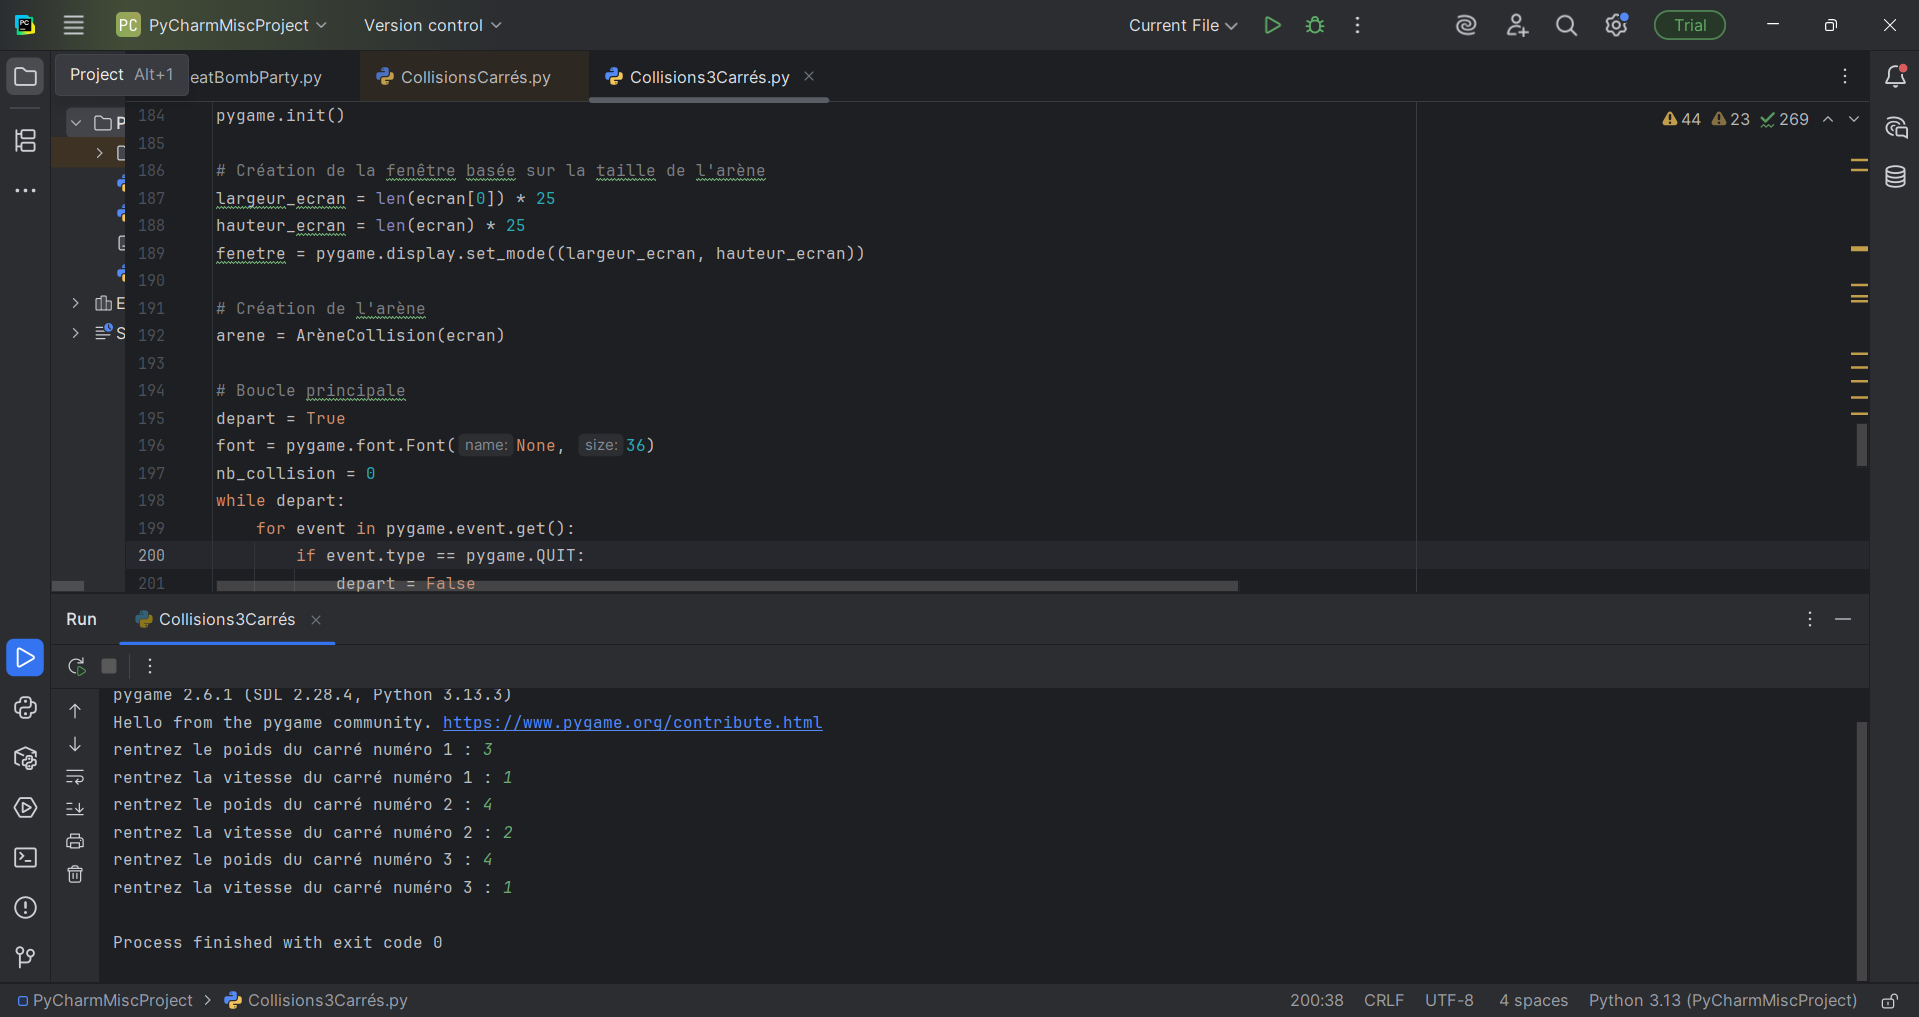 PC PyCharmMiscProject Version control Current File Trial
Project Alt+1 eatBombParty.py CollisionsCarrés.py Collisions3Carrés.py
P
E
S
44 23 269
184 pygame.init()
185
186 # Création de la fenêtre basée sur la taille de l'arène
187 largeur_ecran = len(ecran[0]) * 25
188 hauteur_ecran = len(ecran) * 25
189 fenetre = pygame.display.set_mode((largeur_ecran, hauteur_ecran))
190
191 # Création de l'arène
192 arene = ArèneCollision(ecran)
193
194 # Boucle principale
195 depart = True
196 font = pygame.font.Font( name: None, size: 36)
197 nb_collision = 0
198 while depart:
199 for event in pygame.event.get():
200 if event.type == pygame.QUIT:
201 depart = False
Run Collisions3Carrés
pygame 2.6.1 (SDL 2.28.4, Python 3.13.3)
Hello from the pygame community. https://www.pygame.org/contribute.html
rentrez le poids du carré numéro 1 : 3
rentrez la vitesse du carré numéro 1 : 1
rentrez le poids du carré numéro 2 : 4
rentrez la vitesse du carré numéro 2 : 2
rentrez le poids du carré numéro 3 : 4
rentrez la vitesse du carré numéro 3 : 1
Process finished with exit code 0
PyCharmMiscProject > Collisions3Carrés.py 200:38 CRLF UTF-8 4 spaces Python 3.13 (PyCharmMiscProject)